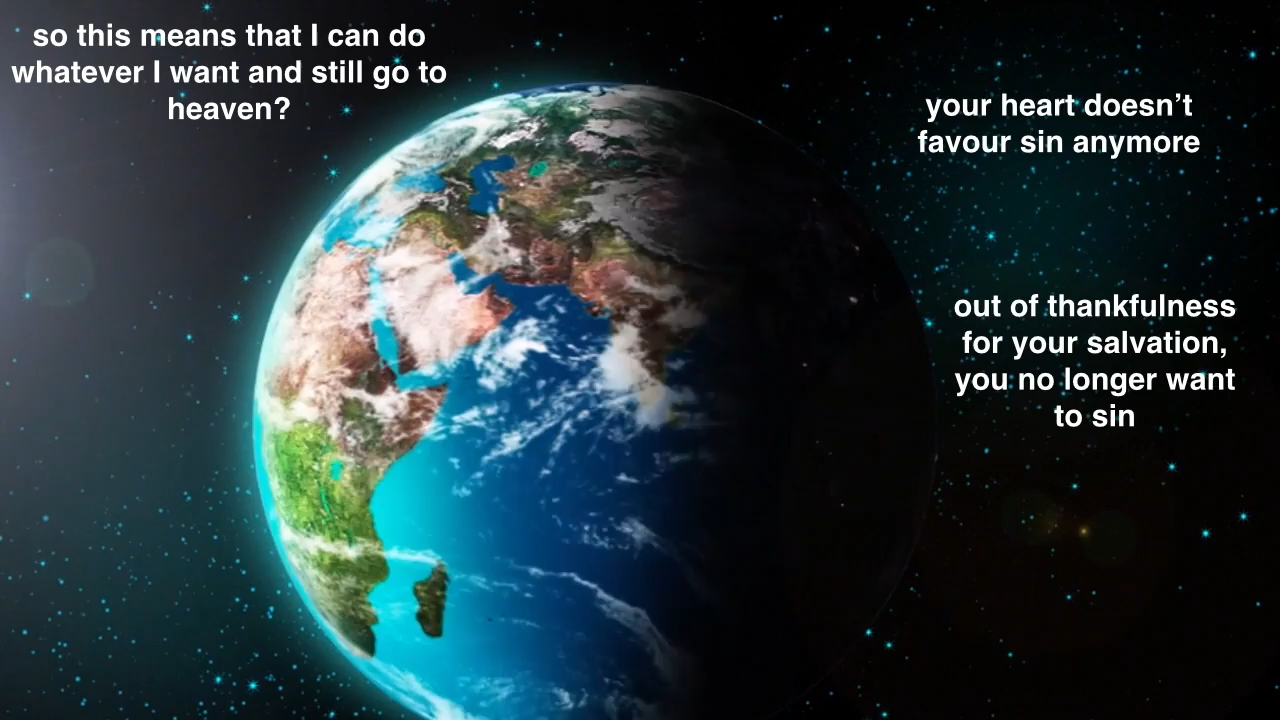 so this means that I can do
whatever I want and still go to
heaven?
your heart doesn’t
favour sin anymore
out of thankfulness
for your salvation,
you no longer want
to sin